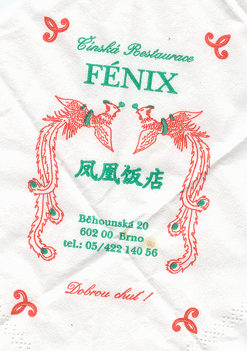 Čínská Restaurace
FÉNIX
凤凰饭店
Běhounská 20
602 00 Brno
tel.: 05/422 140 56
Dobrou chuť !